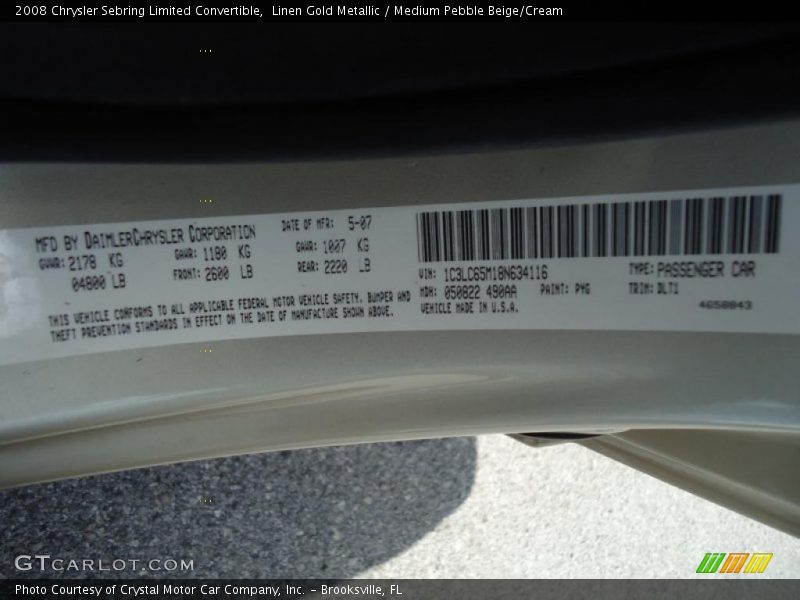 2008 Chrysler Sebring Limited Convertible,  Linen Gold Metallic / Medium Pebble Beige/Cream
MFD BY DAIMLERCHRYSLER CORPORATION
DATE OF MFR: 5-07
GVWR: 2178 KG
GAWR: 1180 KG
GAWR: 1007 KG
04800 LB
FRONT: 2600 LB
REAR: 2220 LB
THIS VEHICLE CONFORMS TO ALL APPLICABLE FEDERAL MOTOR VEHICLE SAFETY, BUMPER AND
THEFT PREVENTION STANDARDS IN EFFECT ON THE DATE OF MANUFACTURE SHOWN ABOVE.
VIN: 1C3LC65M18N634116
TYPE: PASSENGER CAR
MDH: 050822 490AA
PAINT: PYG
TRIM: DLT1
VEHICLE MADE IN U.S.A.
4658843
GTCARLOT.COM
Photo Courtesy of Crystal Motor Car Company, Inc. – Brooksville, FL